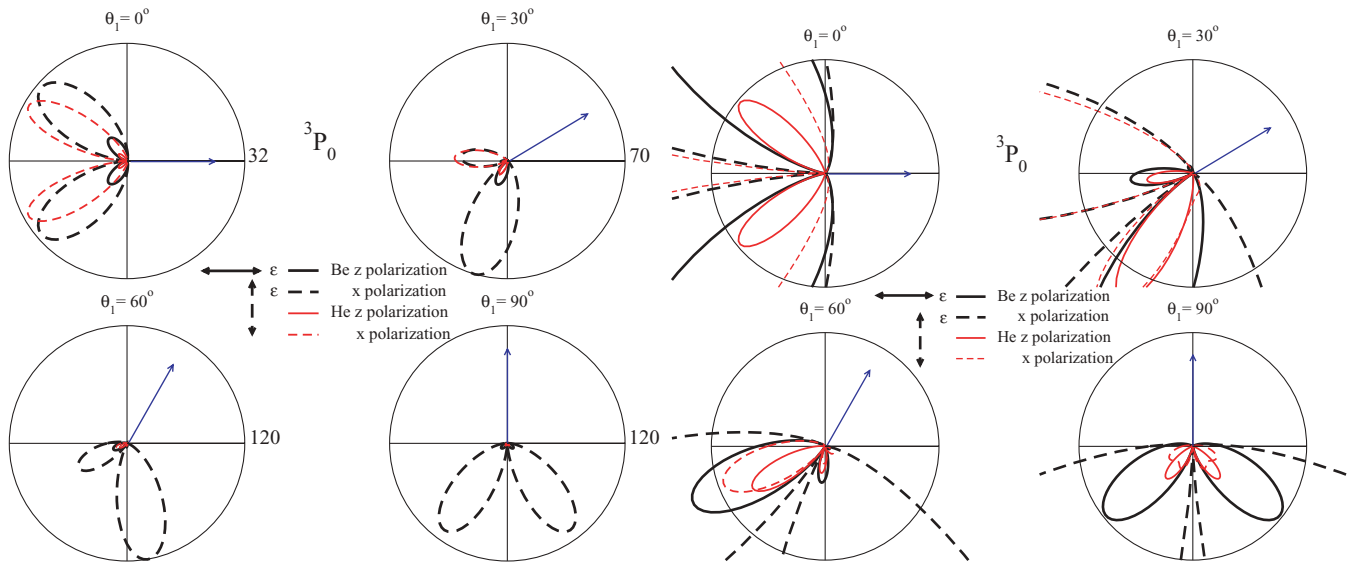 θ₁= 0°
θ₁= 30°
32
³P₀
70
ε Be z polarization
ε x polarization
He z polarization
x polarization
θ₁= 60°
θ₁= 90°
120
120
θ₁= 0°
θ₁= 30°
³P₀
ε Be z polarization
ε x polarization
He z polarization
x polarization
θ₁= 60°
θ₁= 90°